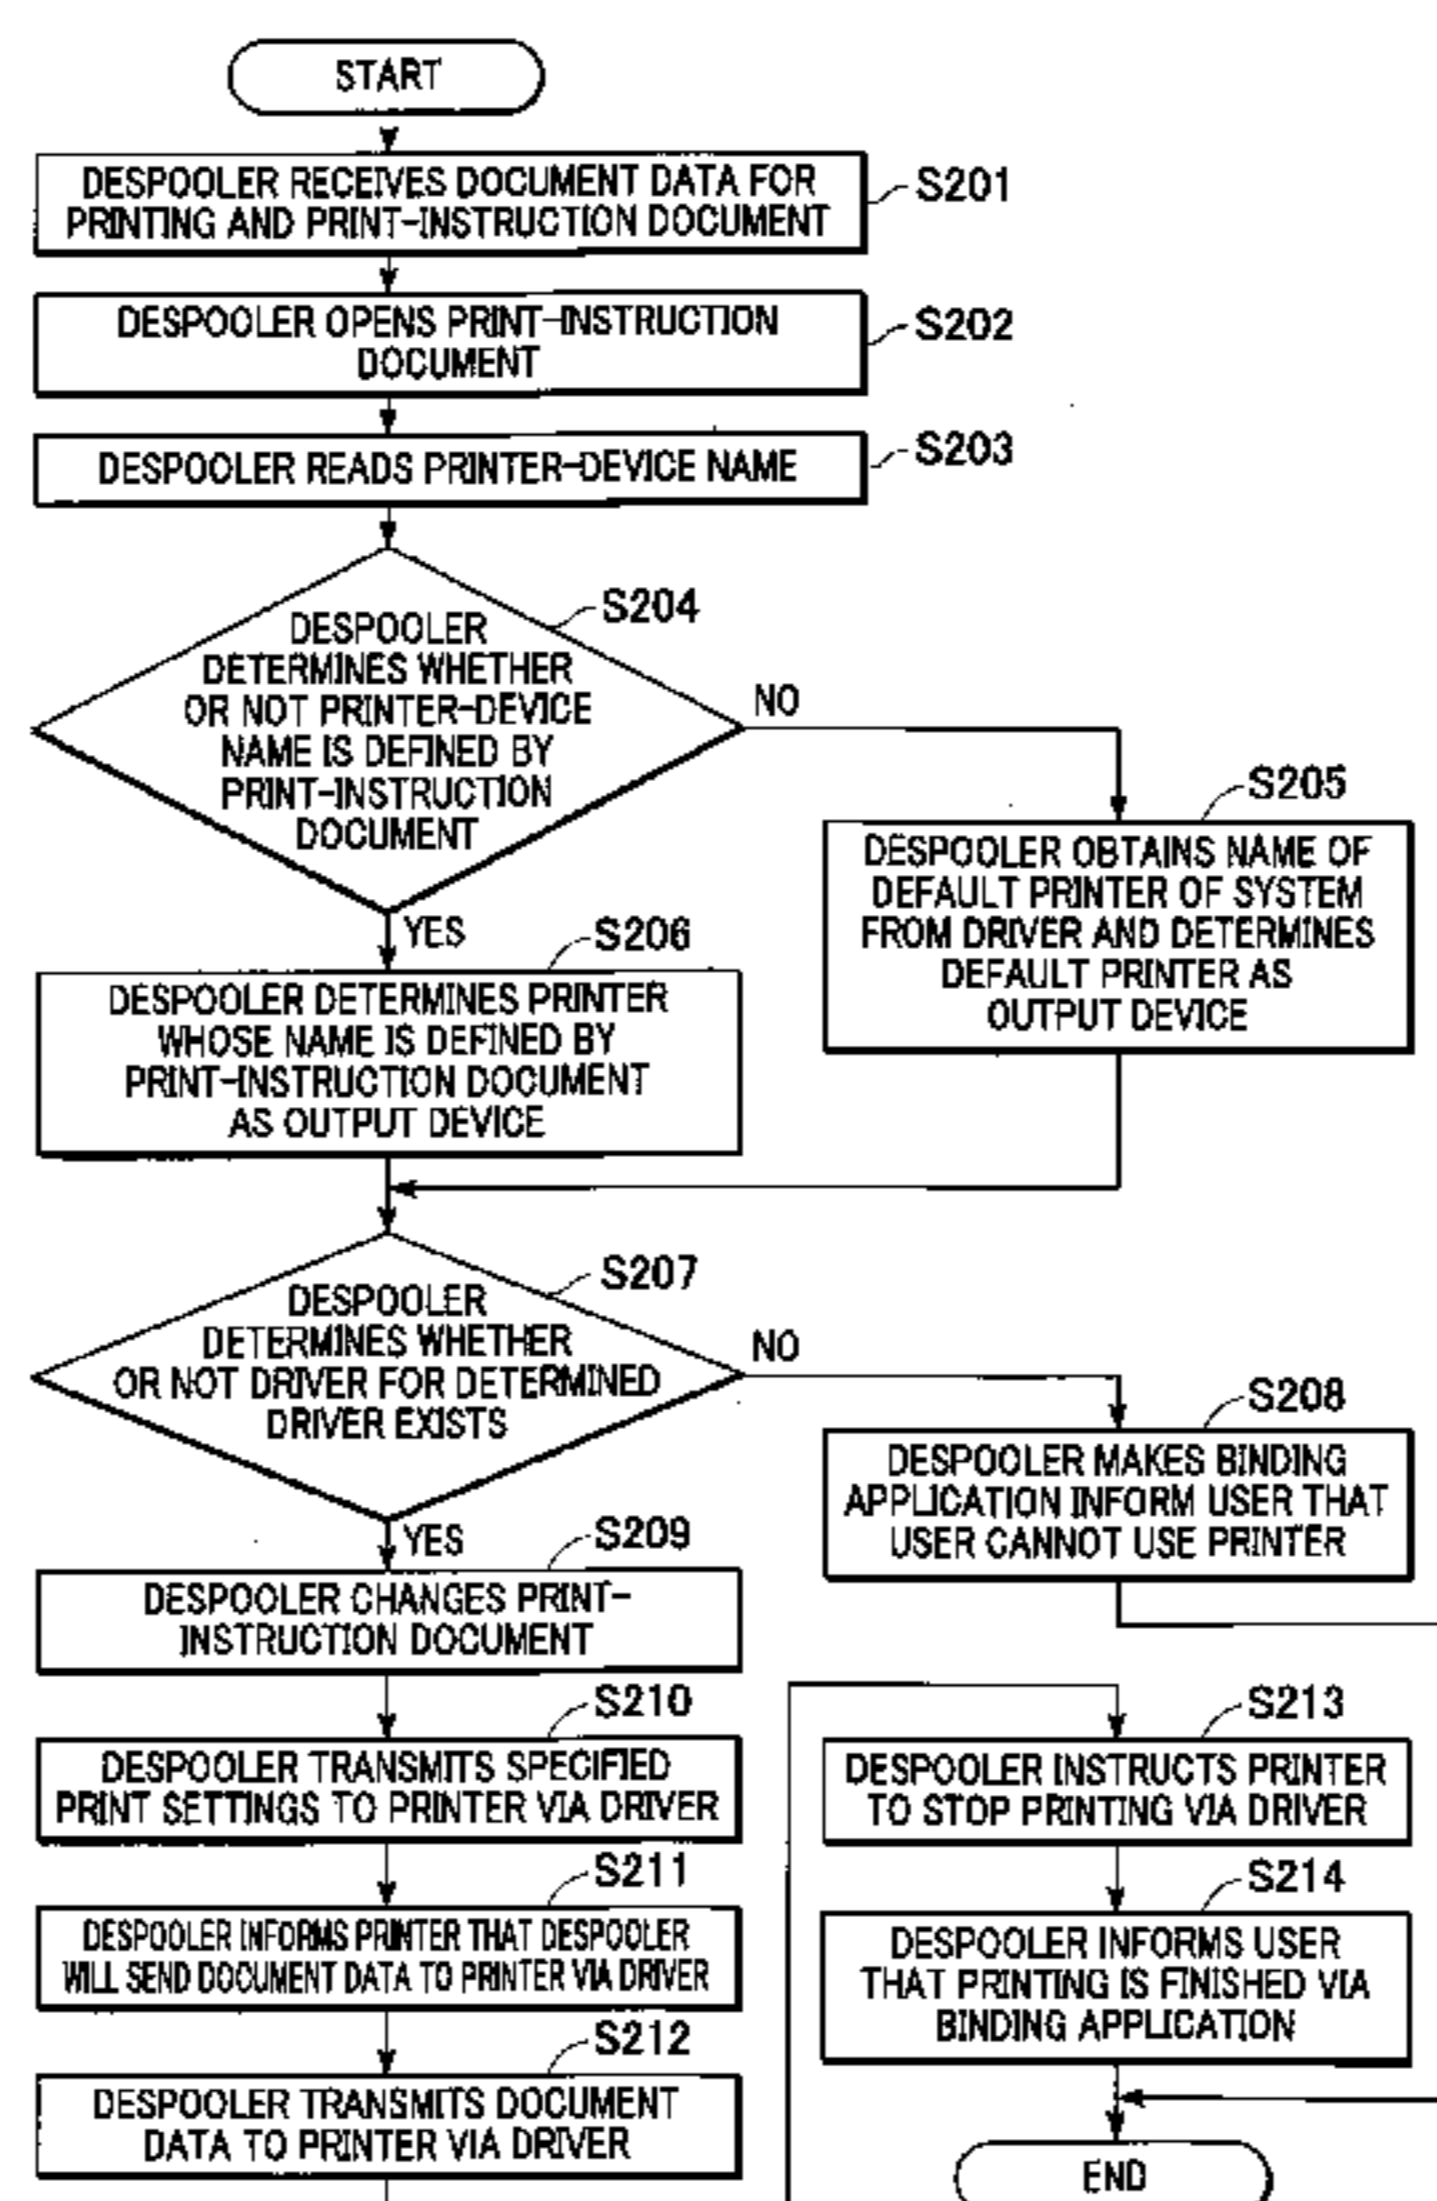 START
DESPOOLER RECEIVES DOCUMENT DATA FOR
PRINTING AND PRINT-INSTRUCTION DOCUMENT
S201
DESPOOLER OPENS PRINT-INSTRUCTION
DOCUMENT
S202
DESPOOLER READS PRINTER-DEVICE NAME
S203
S204
DESPOOLER
DETERMINES WHETHER
OR NOT PRINTER-DEVICE
NAME IS DEFINED BY
PRINT-INSTRUCTION
DOCUMENT
NO
YES
S205
DESPOOLER OBTAINS NAME OF
DEFAULT PRINTER OF SYSTEM
FROM DRIVER AND DETERMINES
DEFAULT PRINTER AS
OUTPUT DEVICE
S206
DESPOOLER DETERMINES PRINTER
WHOSE NAME IS DEFINED BY
PRINT-INSTRUCTION DOCUMENT
AS OUTPUT DEVICE
S207
DESPOOLER
DETERMINES WHETHER
OR NOT DRIVER FOR DETERMINED
DRIVER EXISTS
NO
YES
S208
DESPOOLER MAKES BINDING
APPLICATION INFORM USER THAT
USER CANNOT USE PRINTER
S209
DESPOOLER CHANGES PRINT-
INSTRUCTION DOCUMENT
S210
DESPOOLER TRANSMITS SPECIFIED
PRINT SETTINGS TO PRINTER VIA DRIVER
S211
DESPOOLER INFORMS PRINTER THAT DESPOOLER
WILL SEND DOCUMENT DATA TO PRINTER VIA DRIVER
S212
DESPOOLER TRANSMITS DOCUMENT
DATA TO PRINTER VIA DRIVER
S213
DESPOOLER INSTRUCTS PRINTER
TO STOP PRINTING VIA DRIVER
S214
DESPOOLER INFORMS USER
THAT PRINTING IS FINISHED VIA
BINDING APPLICATION
END